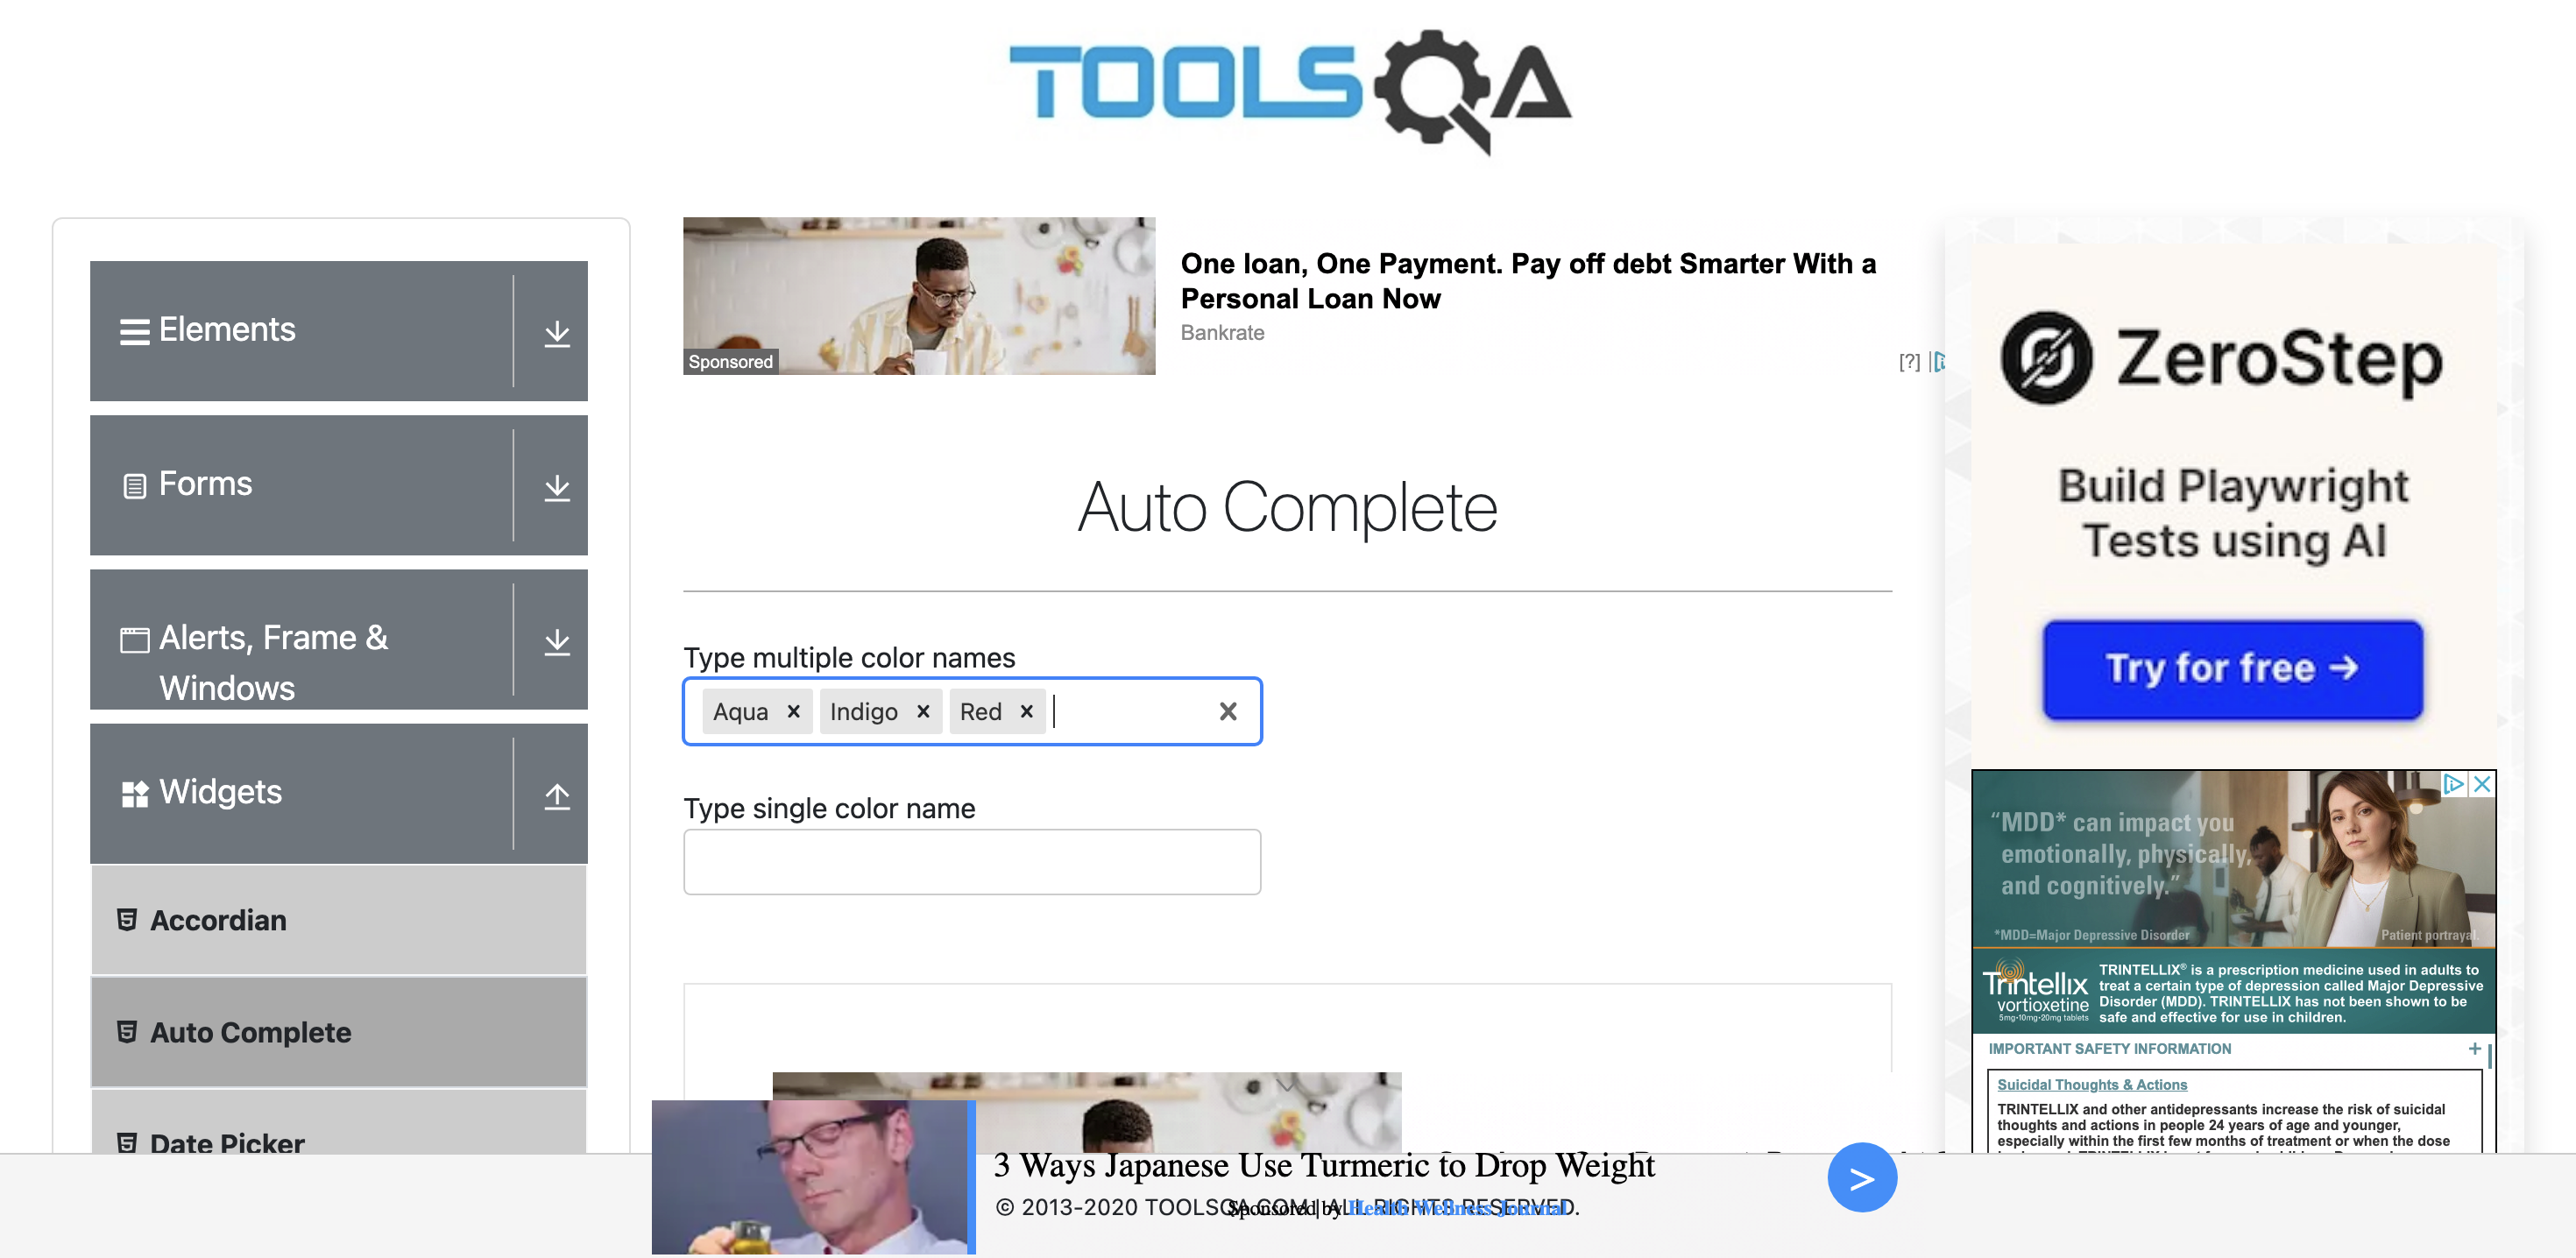 TOOLSQA
Elements
Forms
Alerts, Frame &
Windows
Widgets
Accordian
Auto Complete
Date Picker
Sponsored
One loan, One Payment. Pay off debt Smarter With a
Personal Loan Now
Bankrate
[?]
Auto Complete
Type multiple color names
Aqua
Indigo
Red
Type single color name
ZeroStep
Build Playwright
Tests using AI
Try for free →
“MDD* can impact you
emotionally, physically,
and cognitively.”
*MDD=Major Depressive Disorder
Patient portrayal.
Trintellix
vortioxetine
5mg•10mg•20mg tablets
TRINTELLIX® is a prescription medicine used in adults to
treat a certain type of depression called Major Depressive
Disorder (MDD). TRINTELLIX has not been shown to be
safe and effective for use in children.
IMPORTANT SAFETY INFORMATION
Suicidal Thoughts & Actions
TRINTELLIX and other antidepressants increase the risk of suicidal
thoughts and actions in people 24 years of age and younger,
especially within the first few months of treatment or when the dose
3 Ways Japanese Use Turmeric to Drop Weight
© 2013-2020 TOOLSQA.COM | ALL RIGHTS RESERVED.
Sponsored by Health Wellness Journal